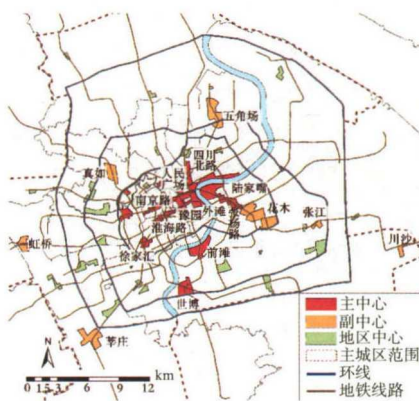 五角场
四川
北路
真如
人民
广场
陆家嘴
南京路
豫园
外滩
花木
张江
淮海路
虹桥
川沙
徐家汇
前滩
世博
莘庄
N
km
0 1.5 3 6 9 12
主中心
副中心
地区中心
主城区范围
环线
地铁线路